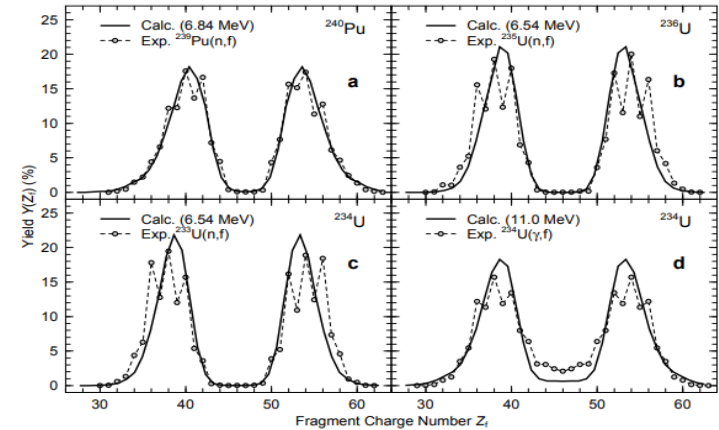 Calc. (6.84 MeV) ²⁴⁰Pu
Exp. ²³⁹Pu(n,f)
a
Calc. (6.54 MeV) ²³⁶U
Exp. ²³⁵U(n,f)
b
25
20
15
10
5
0
Calc. (6.54 MeV) ²³⁴U
Exp. ²³³U(n,f)
c
Calc. (11.0 MeV) ²³⁴U
Exp. ²³⁴U(γ,f)
d
25
20
15
10
5
0
Yield Y(Zf) (%)
30 40 50 60 30 40 50 60
Fragment Charge Number Zf